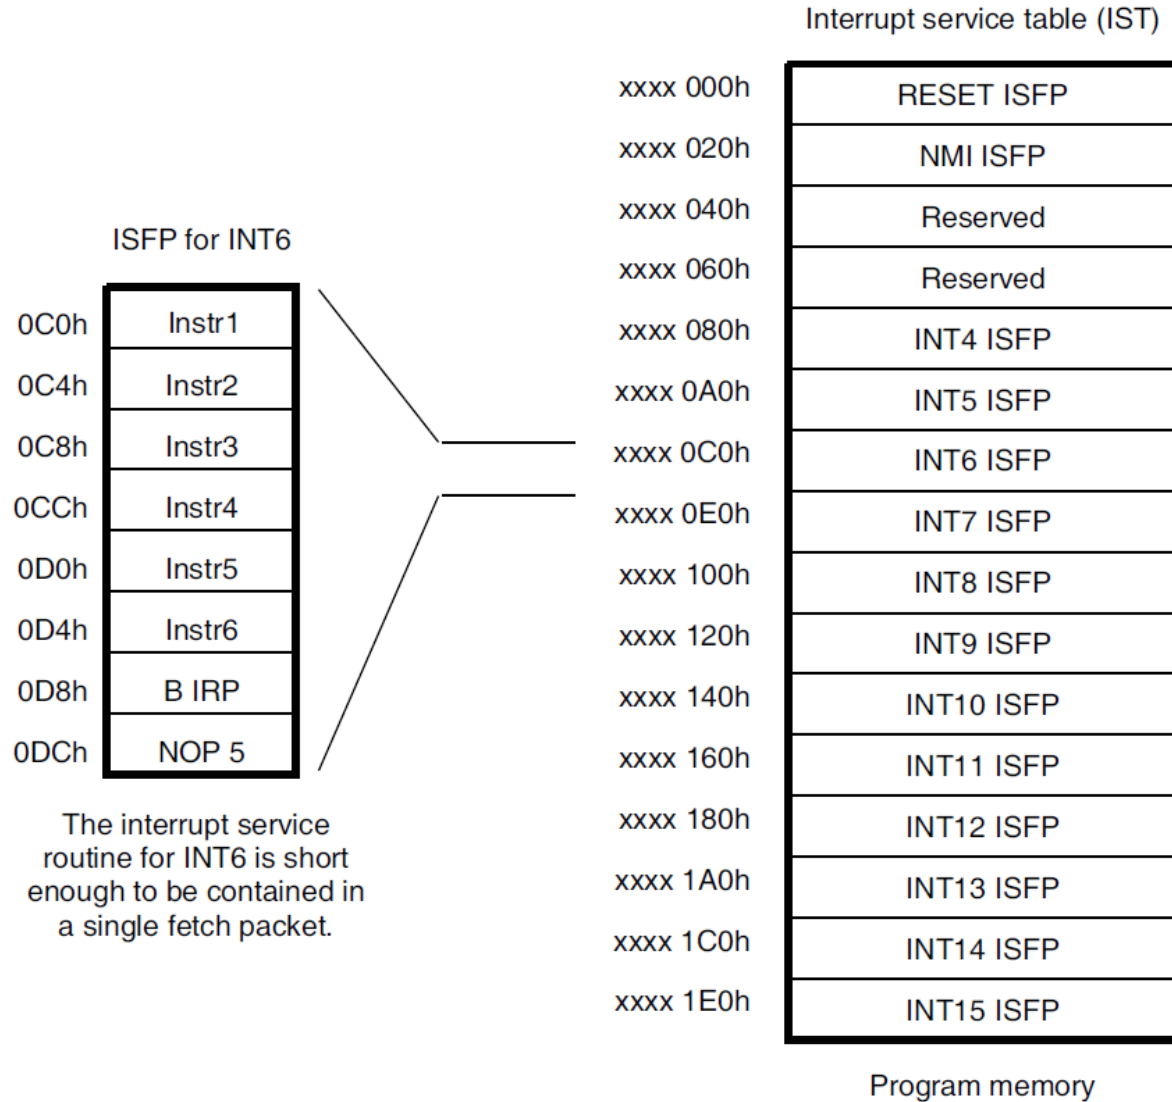 Interrupt service table (IST)
xxxx 000h RESET ISFP
xxxx 020h NMI ISFP
xxxx 040h Reserved
xxxx 060h Reserved
xxxx 080h INT4 ISFP
xxxx 0A0h INT5 ISFP
xxxx 0C0h INT6 ISFP
xxxx 0E0h INT7 ISFP
xxxx 100h INT8 ISFP
xxxx 120h INT9 ISFP
xxxx 140h INT10 ISFP
xxxx 160h INT11 ISFP
xxxx 180h INT12 ISFP
xxxx 1A0h INT13 ISFP
xxxx 1C0h INT14 ISFP
xxxx 1E0h INT15 ISFP
Program memory
ISFP for INT6
0C0h Instr1
0C4h Instr2
0C8h Instr3
0CCh Instr4
0D0h Instr5
0D4h Instr6
0D8h B IRP
0DCh NOP 5
The interrupt service
routine for INT6 is short
enough to be contained in
a single fetch packet.